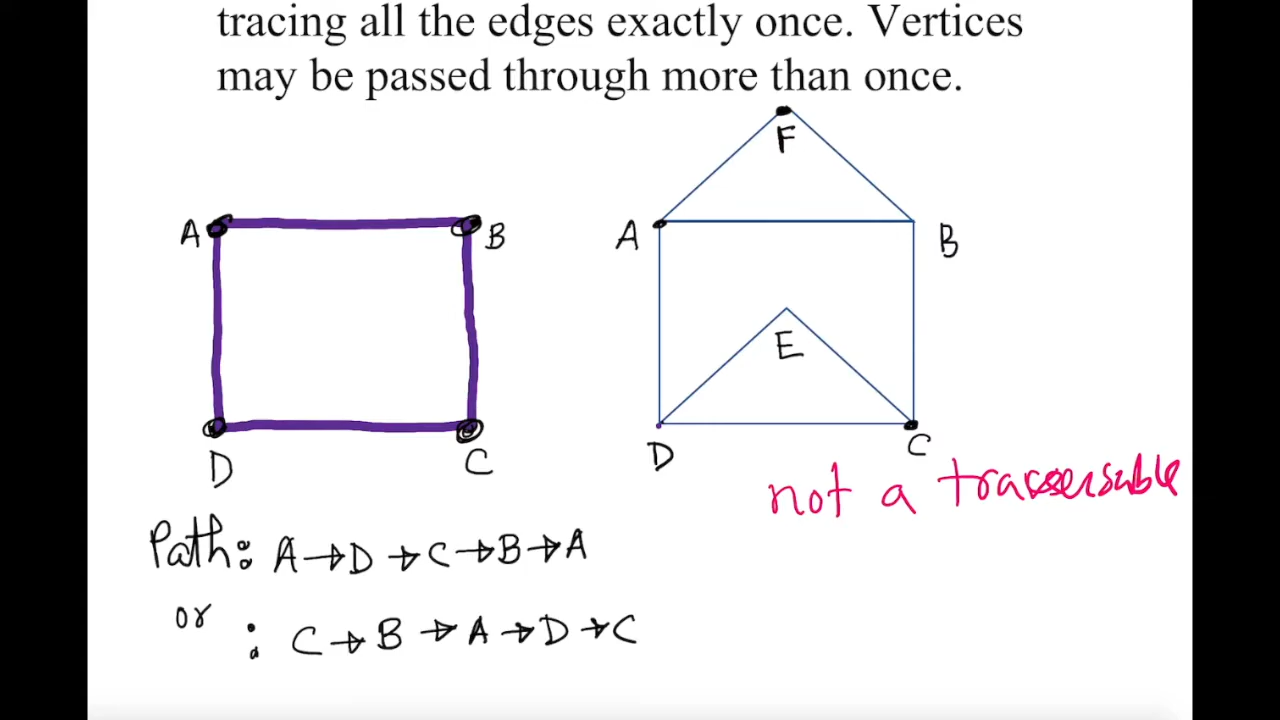 tracing all the edges exactly once. Vertices
may be passed through more than once.
F
A B
A B
E
D C
D C
not a traversable
Path: A→D→C→B→A
or : C→B→A→D→C